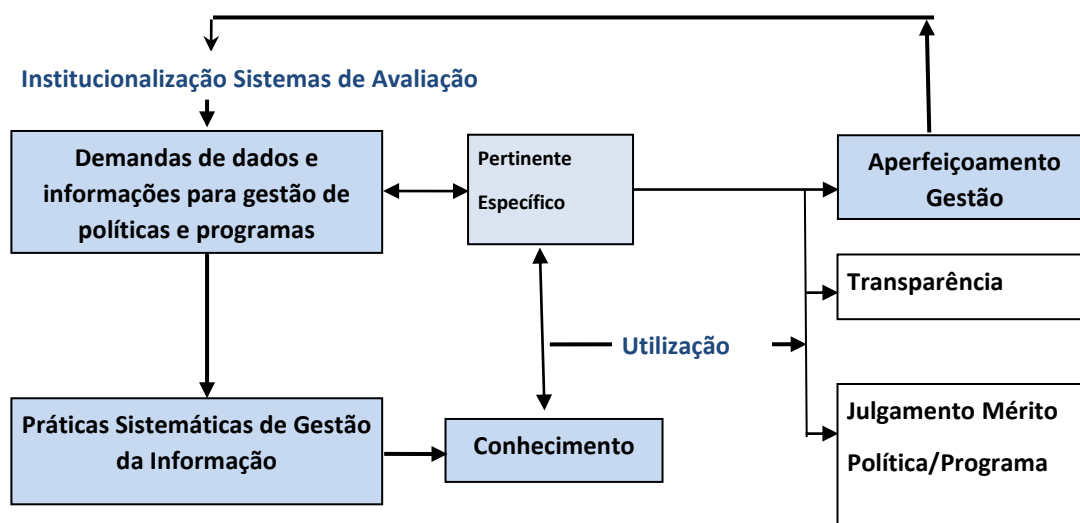 Institucionalização Sistemas de Avaliação
Demandas de dados e
informações para gestão de
políticas e programas
Pertinente
Específico
Aperfeiçoamento
Gestão
Transparência
Utilização
Práticas Sistemáticas de Gestão
da Informação
Conhecimento
Julgamento Mérito
Política/Programa